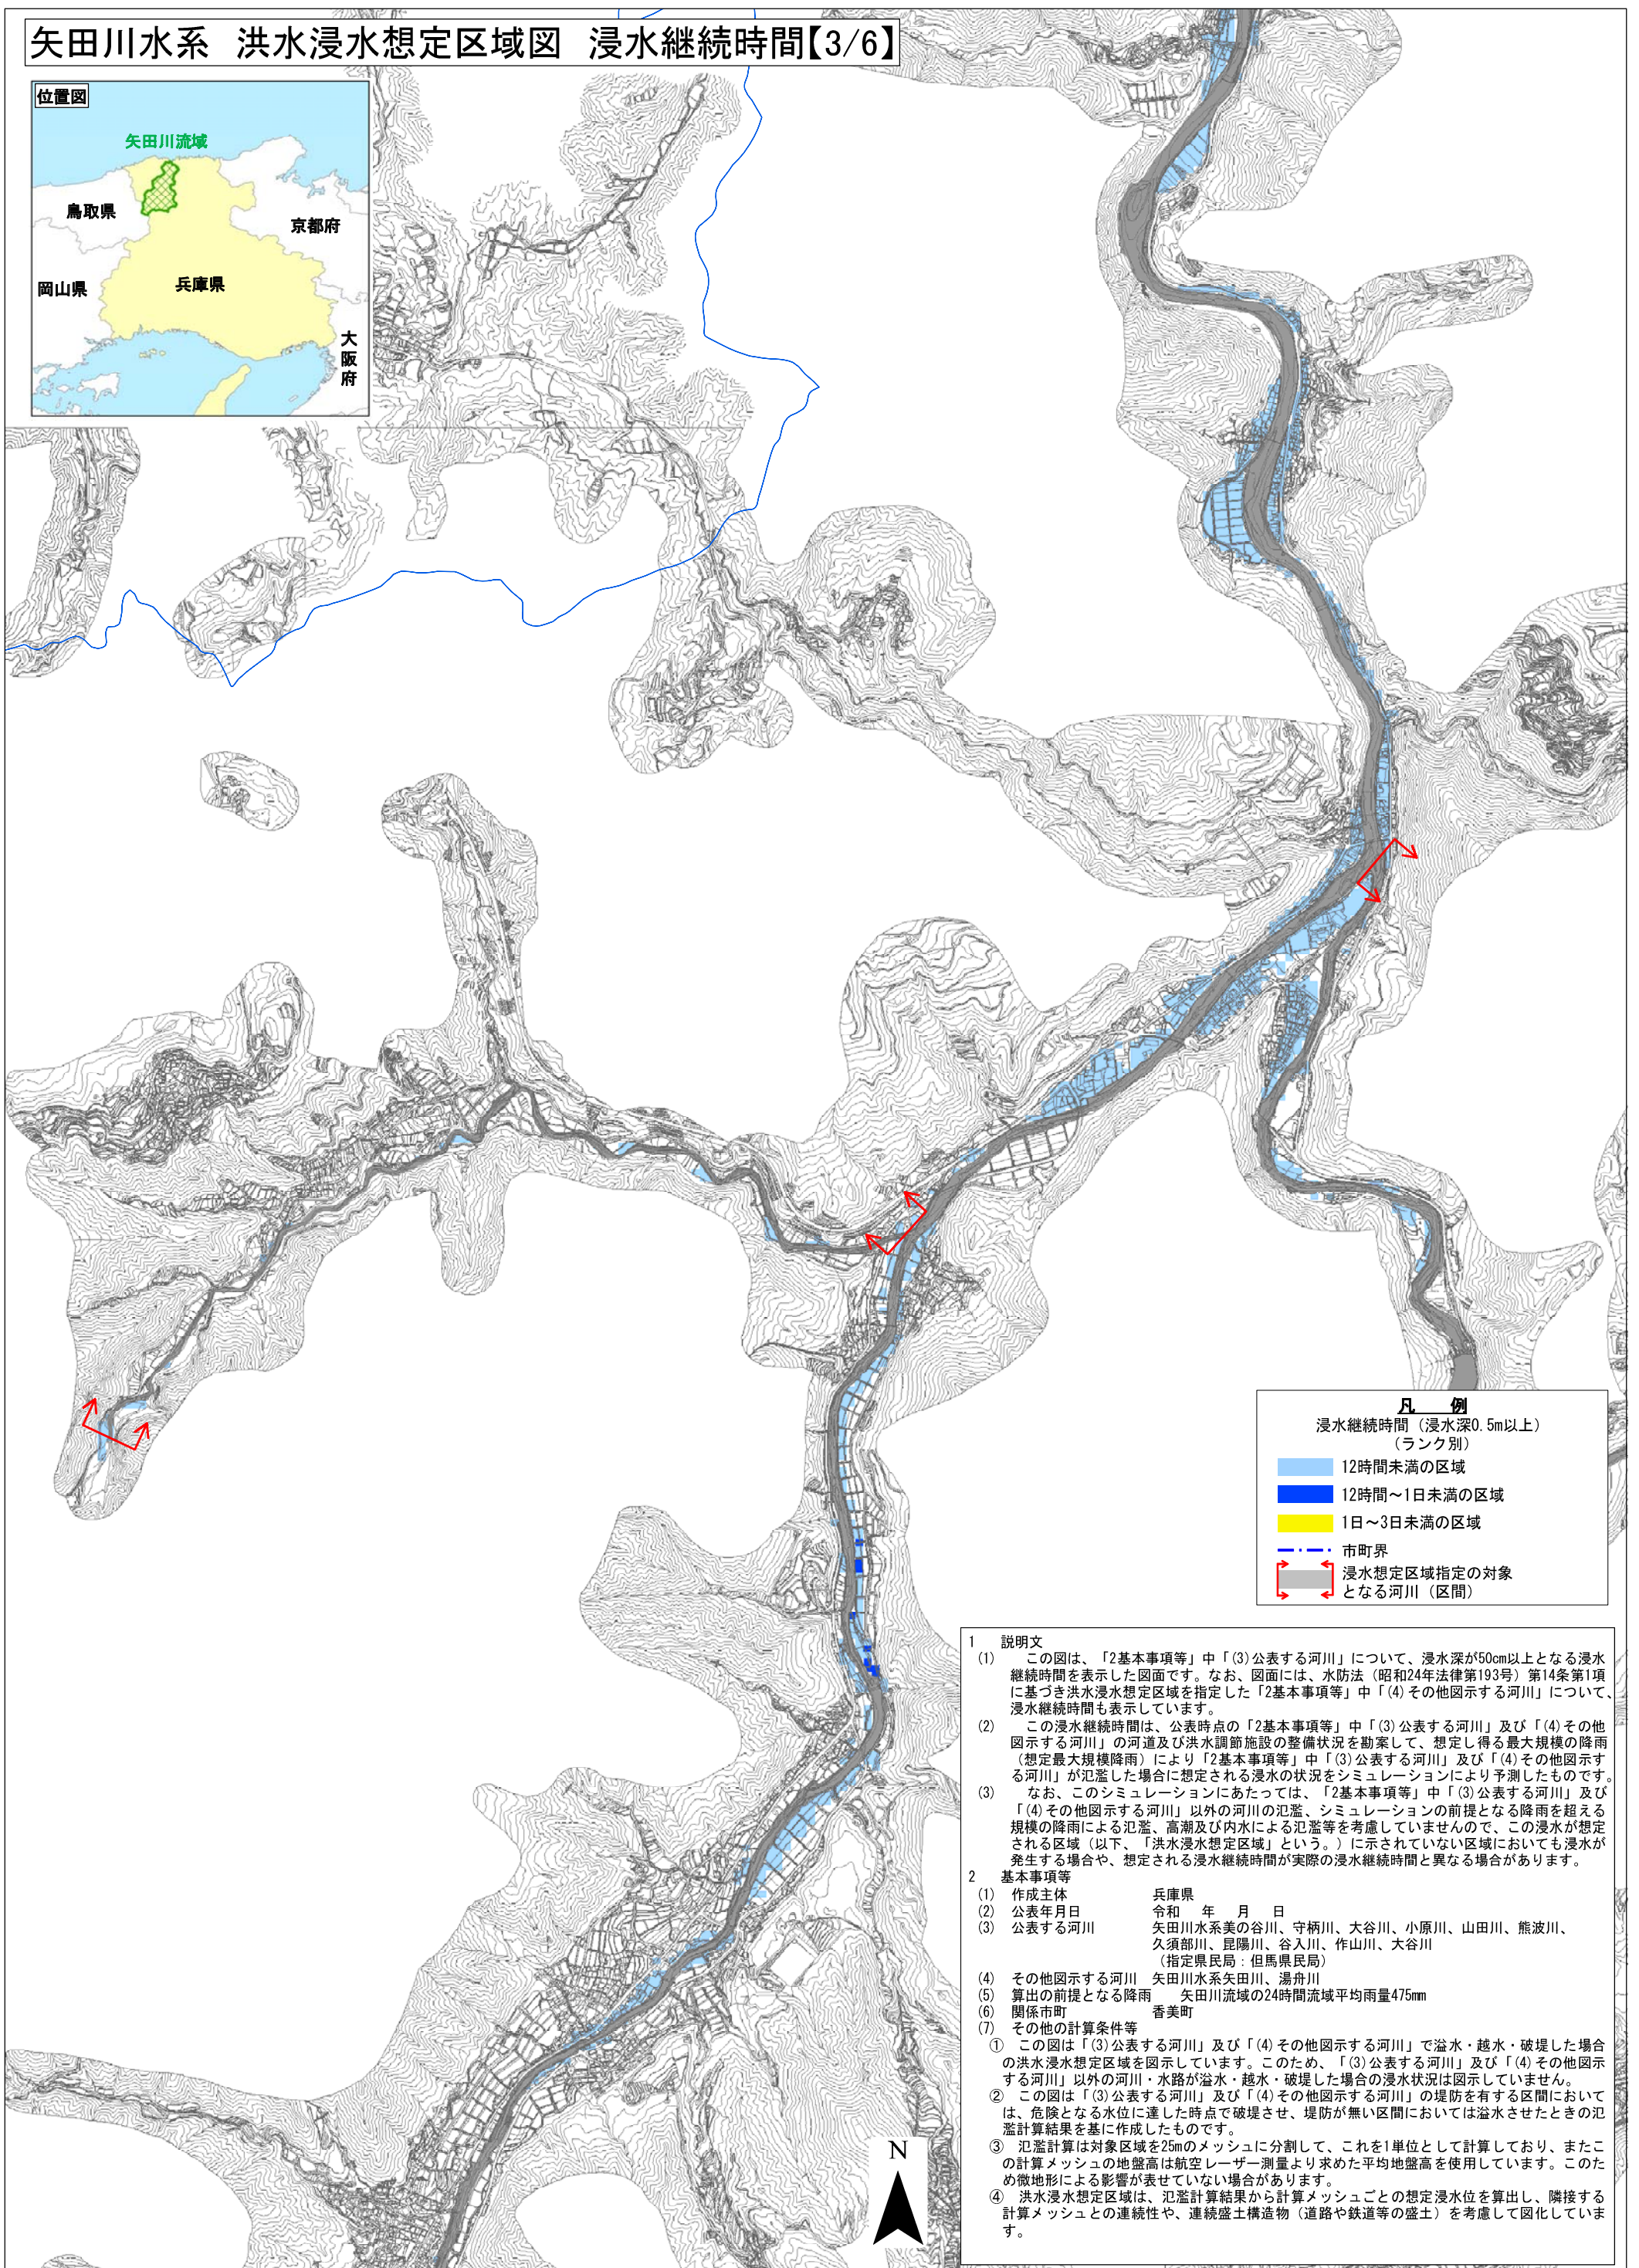 矢田川水系　洪水浸水想定区域図　浸水継続時間【3/6】
位置図
矢田川流域
鳥取県
京都府
岡山県
兵庫県
大阪府
凡　例
浸水継続時間（浸水深0.5m以上）
（ランク別）
12時間未満の区域
12時間～1日未満の区域
1日～3日未満の区域
市町界
浸水想定区域指定の対象
となる河川（区間）
1　説明文
(1)　この図は、「2基本事項等」中「(3)公表する河川」について、浸水深が50cm以上となる浸水
継続時間を表示した図面です。なお、図面には、水防法（昭和24年法律第193号）第14条第1項
に基づき洪水浸水想定区域を指定した「2基本事項等」中「(4)その他図示する河川」について、
浸水継続時間も表示しています。
(2)　この浸水継続時間は、公表時点の「2基本事項等」中「(3)公表する河川」及び「(4)その他
図示する河川」の河道及び洪水調節施設の整備状況を勘案して、想定し得る最大規模の降雨
（想定最大規模降雨）により「2基本事項等」中「(3)公表する河川」及び「(4)その他図示す
る河川」が氾濫した場合に想定される浸水の状況をシミュレーションにより予測したものです。
(3)　なお、このシミュレーションにあたっては、「2基本事項等」中「(3)公表する河川」及び
「(4)その他図示する河川」以外の河川の氾濫、シミュレーションの前提となる降雨を超える
規模の降雨による氾濫、高潮及び内水による氾濫等を考慮していませんので、この浸水が想定
される区域（以下、「洪水浸水想定区域」という。）に示されていない区域においても浸水が
発生する場合や、想定される浸水継続時間が実際の浸水継続時間と異なる場合があります。
2　基本事項等
(1)　作成主体　兵庫県
(2)　公表年月日　令和　年　月　日
(3)　公表する河川　矢田川水系美の谷川、守柄川、大谷川、小原川、山田川、熊波川、
久須部川、昆陽川、谷入川、作山川、大谷川
（指定県民局：但馬県民局）
(4)　その他図示する河川　矢田川水系矢田川、湯舟川
(5)　算出の前提となる降雨　矢田川流域の24時間流域平均雨量475mm
(6)　関係市町　香美町
(7)　その他の計算条件等
①　この図は「(3)公表する河川」及び「(4)その他図示する河川」で溢水・越水・破堤した場合
の洪水浸水想定区域を図示しています。このため、「(3)公表する河川」及び「(4)その他図示
する河川」以外の河川・水路が溢水・越水・破堤した場合の浸水状況は図示していません。
②　この図は「(3)公表する河川」及び「(4)その他図示する河川」の堤防を有する区間において
は、危険となる水位に達した時点で破堤させ、堤防が無い区間においては溢水させたときの氾
濫計算結果を基に作成したものです。
③　氾濫計算は対象区域を25mのメッシュに分割して、これを1単位として計算しており、またこ
の計算メッシュの地盤高は航空レーザー測量より求めた平均地盤高を使用しています。このた
め微地形による影響が表せていない場合があります。
④　洪水浸水想定区域は、氾濫計算結果から計算メッシュごとの想定浸水位を算出し、隣接する
計算メッシュとの連続性や、連続盛土構造物（道路や鉄道等の盛土）を考慮して図化していま
す。
N